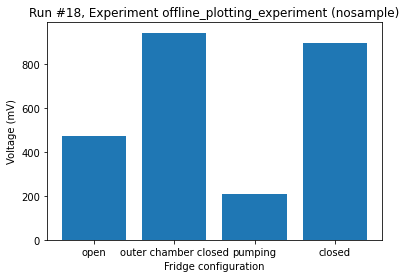 Run #18, Experiment offline_plotting_experiment (nosample)
Voltage (mV)
800
600
400
200
0
open outer chamber closed pumping closed
Fridge configuration